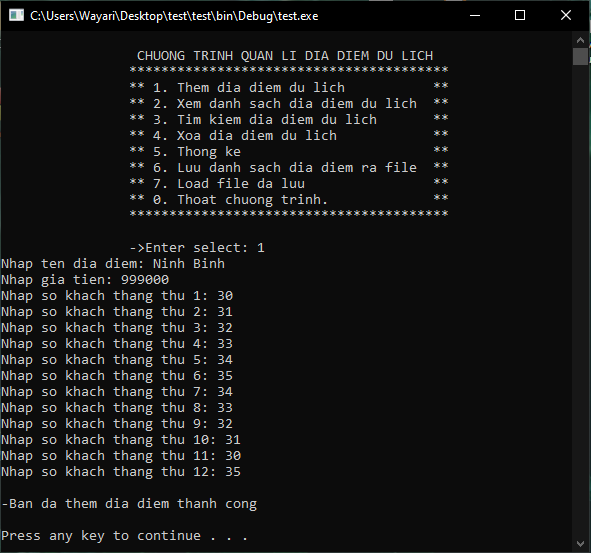 C:\Users\Wayari\Desktop\test\test\bin\Debug\test.exe
CHUONG TRINH QUAN LI DIA DIEM DU LICH
****************************************
** 1. Them dia diem du lich **
** 2. Xem danh sach dia diem du lich **
** 3. Tim kiem dia diem du lich **
** 4. Xoa dia diem du lich **
** 5. Thong ke **
** 6. Luu danh sach dia diem ra file **
** 7. Load file da luu **
** 0. Thoat chuong trinh. **
****************************************
->Enter select: 1
Nhap ten dia diem: Ninh Binh
Nhap gia tien: 999000
Nhap so khach thang thu 1: 30
Nhap so khach thang thu 2: 31
Nhap so khach thang thu 3: 32
Nhap so khach thang thu 4: 33
Nhap so khach thang thu 5: 34
Nhap so khach thang thu 6: 35
Nhap so khach thang thu 7: 34
Nhap so khach thang thu 8: 33
Nhap so khach thang thu 9: 32
Nhap so khach thang thu 10: 31
Nhap so khach thang thu 11: 30
Nhap so khach thang thu 12: 35
-Ban da them dia diem thanh cong
Press any key to continue . . .